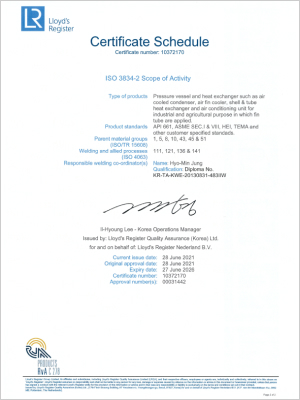 LR
Lloyd's
Register
Certificate Schedule
Certificate number: 10372170
ISO 3834-2 Scope of Activity
Type of products: Pressure vessel and heat exchanger such as air
cooled condenser, air fin cooler, shell & tube
heat exchanger and air conditioning unit for
industrial and agricultural purpose in which fin
tube are applied.
Product standards: API 661, ASME SEC.I & VIII, HEI, TEMA and
other customer specified standards.
Parent material groups 1, 5, 6, 10, 43, 45 & 51
(ISO/TR 15608)
Welding and allied processes 111, 121, 136 & 141
(ISO 4063)
Responsible welding co-ordinator(s) Name: Hyo-Min Jung
Qualification: Diploma No.
KR-TA-KWE-20130831-483IIW
Il-Hyoung Lee - Korea Operations Manager
Issued by: Lloyd's Register Quality Assurance (Korea) Ltd.
for and on behalf of: Lloyd's Register Nederland B.V.
Current issue date: 28 June 2021
Original approval date: 28 June 2021
Expiry date: 27 June 2026
Certificate number: 10372170
Approval number(s): 00031442
PRODUCTS
RvA C 230